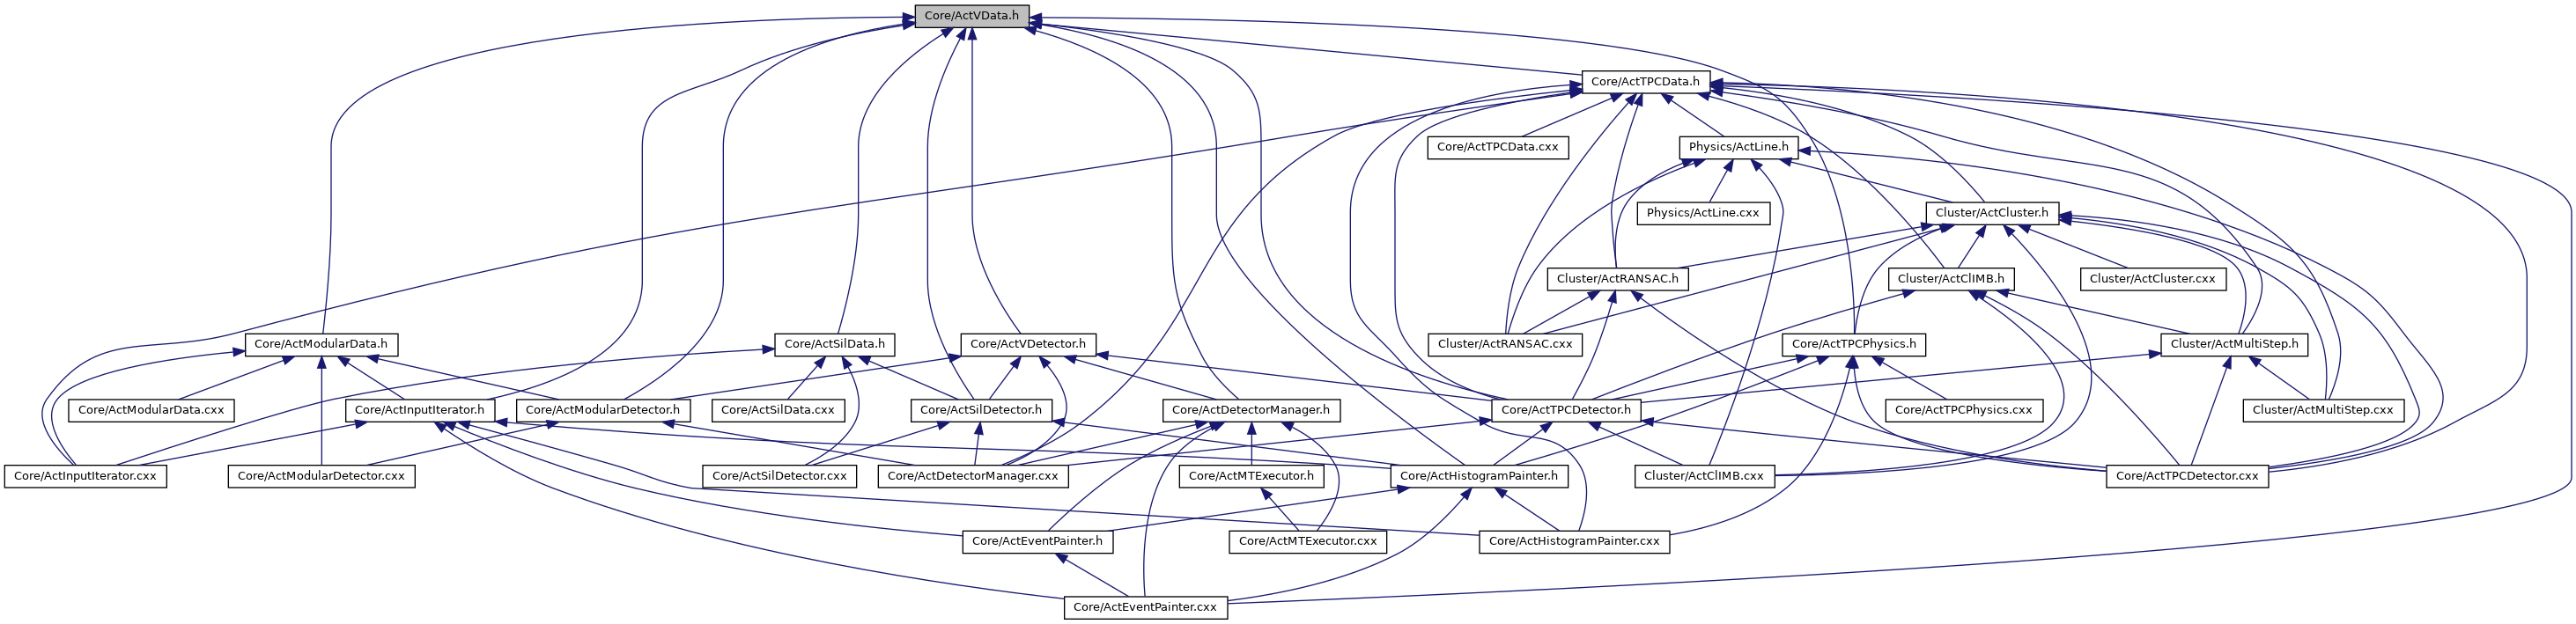 Core/ActVData.h
Core/ActTPCData.h
Core/ActTPCData.cxx
Physics/ActLine.h
Physics/ActLine.cxx
Cluster/ActCluster.h
Cluster/ActRANSAC.h
Cluster/ActClIMB.h
Cluster/ActCluster.cxx
Core/ActModularData.h
Core/ActSilData.h
Core/ActVDetector.h
Cluster/ActRANSAC.cxx
Core/ActTPCPhysics.h
Cluster/ActMultiStep.h
Core/ActModularData.cxx
Core/ActInputIterator.h
Core/ActModularDetector.h
Core/ActSilData.cxx
Core/ActSilDetector.h
Core/ActDetectorManager.h
Core/ActTPCDetector.h
Core/ActTPCPhysics.cxx
Cluster/ActMultiStep.cxx
Core/ActInputIterator.cxx
Core/ActModularDetector.cxx
Core/ActSilDetector.cxx
Core/ActDetectorManager.cxx
Core/ActMTExecutor.h
Core/ActHistogramPainter.h
Cluster/ActClIMB.cxx
Core/ActTPCDetector.cxx
Core/ActEventPainter.h
Core/ActMTExecutor.cxx
Core/ActHistogramPainter.cxx
Core/ActEventPainter.cxx